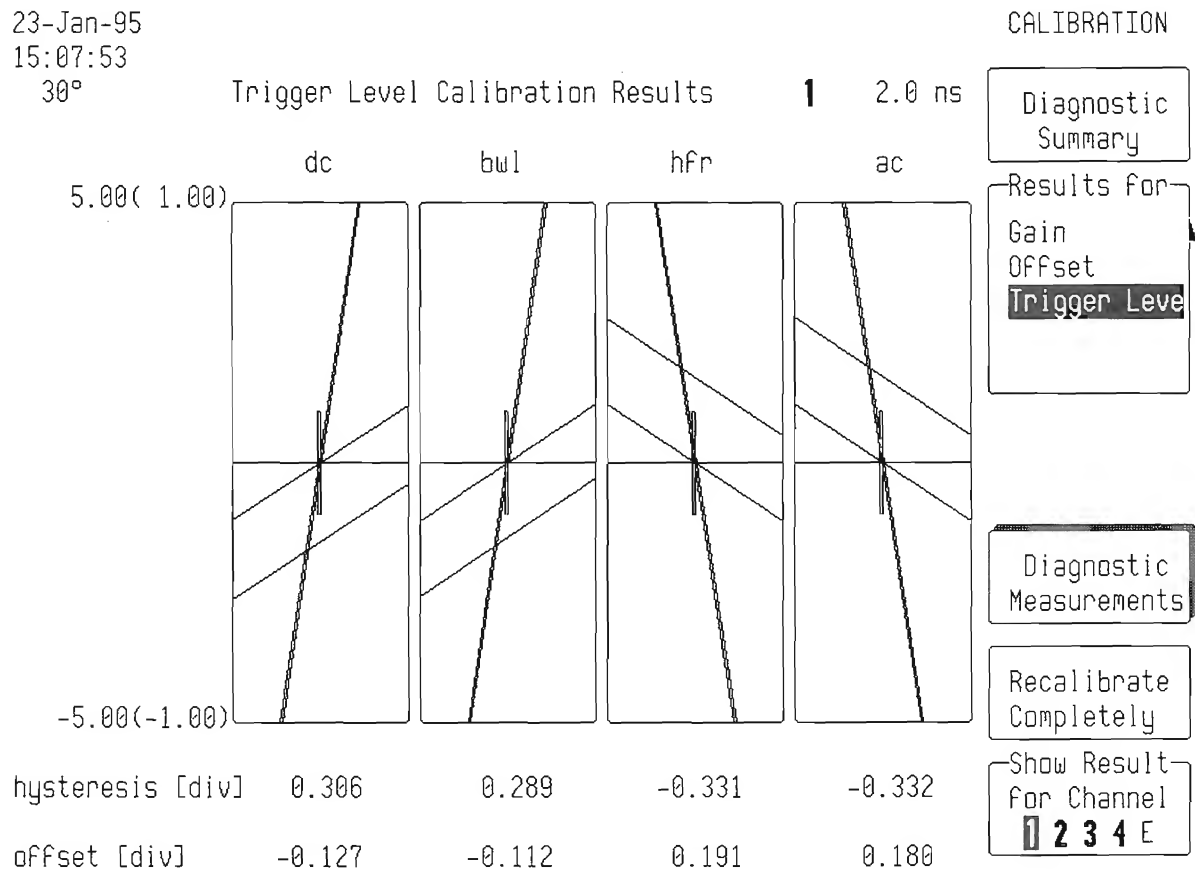 23-Jan-95
15:07:53
30°
Trigger Level Calibration Results 1 2.0 ns
dc bwl hfr ac
5.00( 1.00)
-5.00(-1.00)
hysteresis [div] 0.306 0.289 -0.331 -0.332
offset [div] -0.127 -0.112 0.191 0.180
CALIBRATION
Diagnostic
Summary
Results for
Gain
Offset
Trigger Leve
Diagnostic
Measurements
Recalibrate
Completely
Show Result
for Channel
1 2 3 4 E